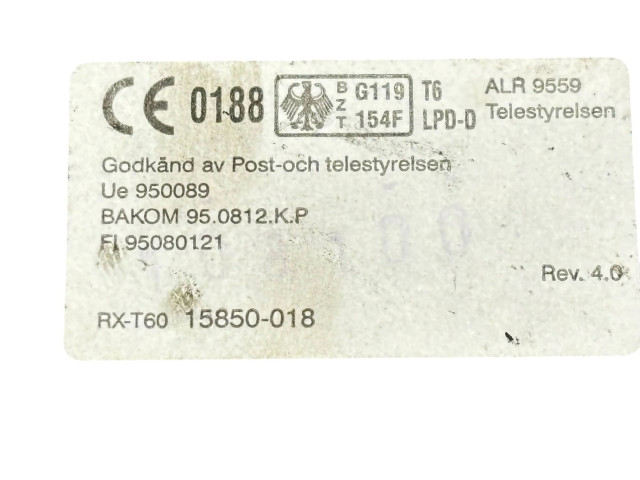 CE 0188 BZT G119 154F T6 LPD-D ALR 9559 Telestyrelsen
Godkänd av Post-och telestyrelsen
Ue 950089
BAKOM 95.0812.K.P
FI 95080121
Rev. 4.0
RX-T60 15850-018